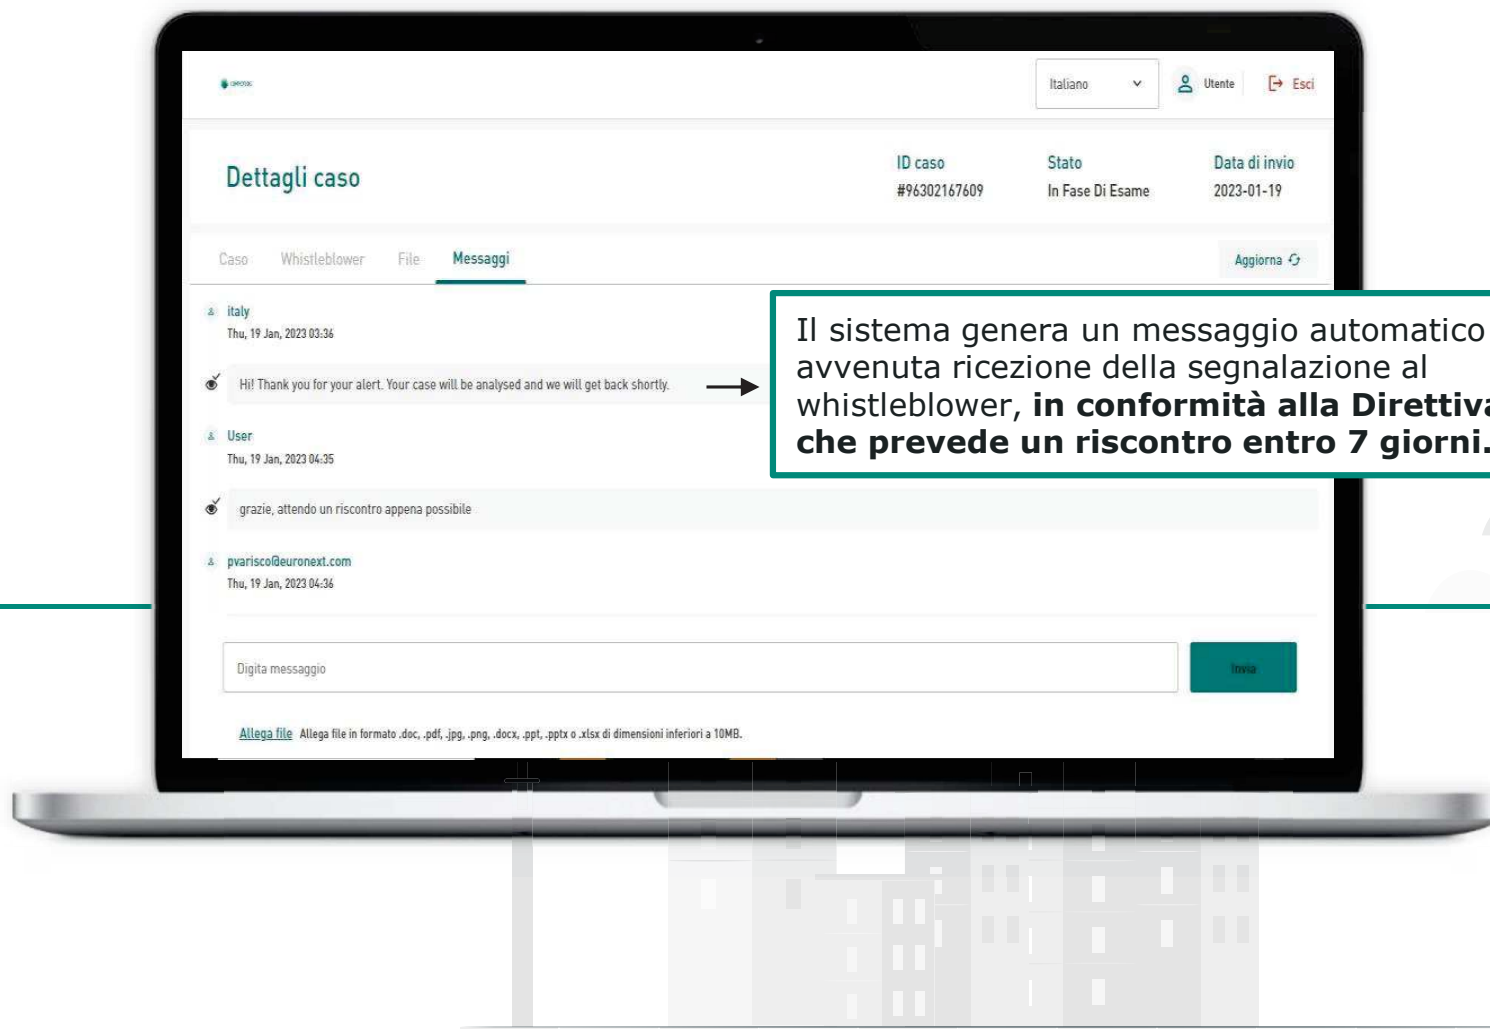 Italiano
Utente
Esci
Dettagli caso
ID caso
#96302167609
Stato
In Fase Di Esame
Data di invio
2023-01-19
Caso Whistleblower File Messaggi
Aggiorna
italy
Thu, 19 Jan, 2023 03:36
Hi! Thank you for your alert. Your case will be analysed and we will get back shortly.
Il sistema genera un messaggio automatico
avvenuta ricezione della segnalazione al
whistleblower, in conformità alla Direttiva
che prevede un riscontro entro 7 giorni.
User
Thu, 19 Jan, 2023 04:35
grazie, attendo un riscontro appena possibile
pvarisco@euronext.com
Thu, 19 Jan, 2023 04:36
Digita messaggio
Invia
Allega file Allega file in formato .doc, .pdf, .jpg, .png, .docx, .ppt, .pptx o .xlsx di dimensioni inferiori a 10MB.